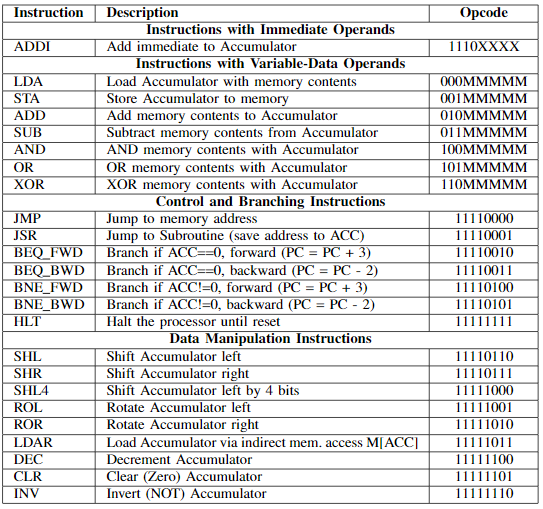 Instruction Description Opcode
Instructions with Immediate Operands
ADDI Add immediate to Accumulator 1110XXXX
Instructions with Variable-Data Operands
LDA Load Accumulator with memory contents 000MMMMM
STA Store Accumulator to memory 001MMMMM
ADD Add memory contents to Accumulator 010MMMMM
SUB Subtract memory contents from Accumulator 011MMMMM
AND AND memory contents with Accumulator 100MMMMM
OR OR memory contents with Accumulator 101MMMMM
XOR XOR memory contents with Accumulator 110MMMMM
Control and Branching Instructions
JMP Jump to memory address 11110000
JSR Jump to Subroutine (save address to ACC) 11110001
BEQ_FWD Branch if ACC==0, forward (PC = PC + 3) 11110010
BEQ_BWD Branch if ACC==0, backward (PC = PC - 2) 11110011
BNE_FWD Branch if ACC!=0, forward (PC = PC + 3) 11110100
BNE_BWD Branch if ACC!=0, backward (PC = PC - 2) 11110101
HLT Halt the processor until reset 11111111
Data Manipulation Instructions
SHL Shift Accumulator left 11110110
SHR Shift Accumulator right 11110111
SHL4 Shift Accumulator left by 4 bits 11111000
ROL Rotate Accumulator left 11111001
ROR Rotate Accumulator right 11111010
LDAR Load Accumulator via indirect mem. access M[ACC] 11111011
DEC Decrement Accumulator 11111100
CLR Clear (Zero) Accumulator 11111101
INV Invert (NOT) Accumulator 11111110